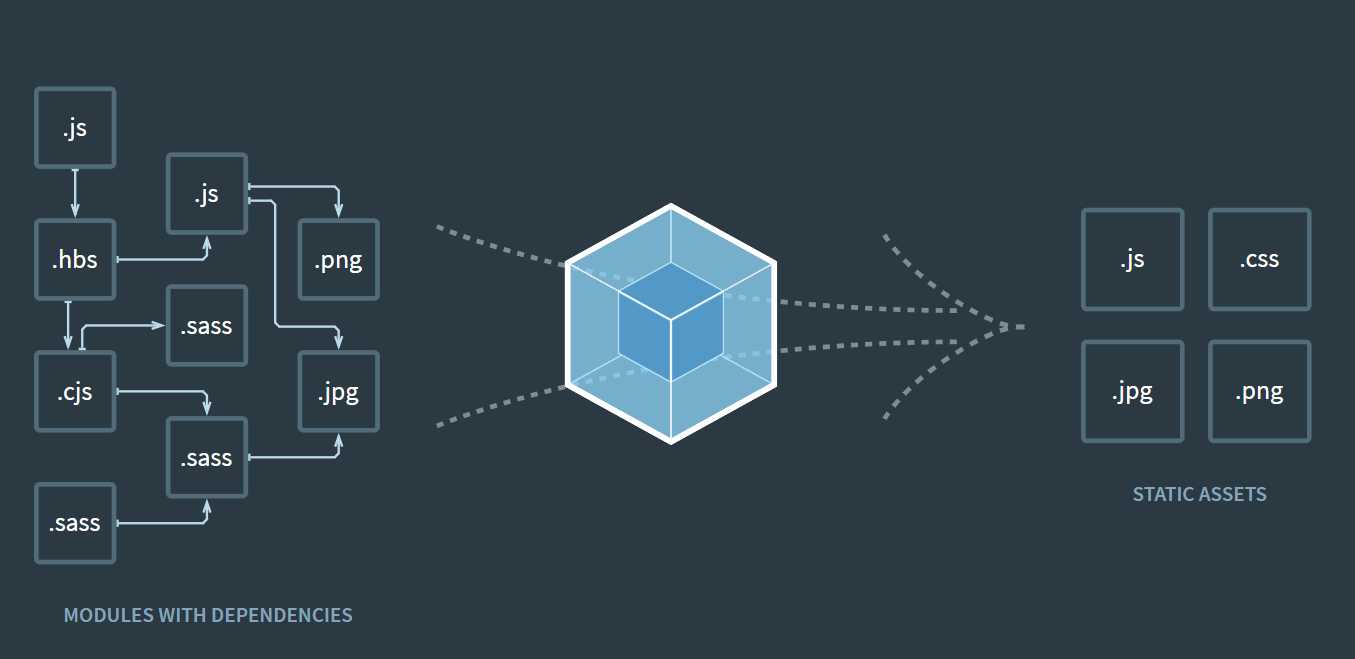 .js
.js
.hbs
.png
.sass
.cjs
.jpg
.sass
.sass
MODULES WITH DEPENDENCIES
.js
.css
.jpg
.png
STATIC ASSETS